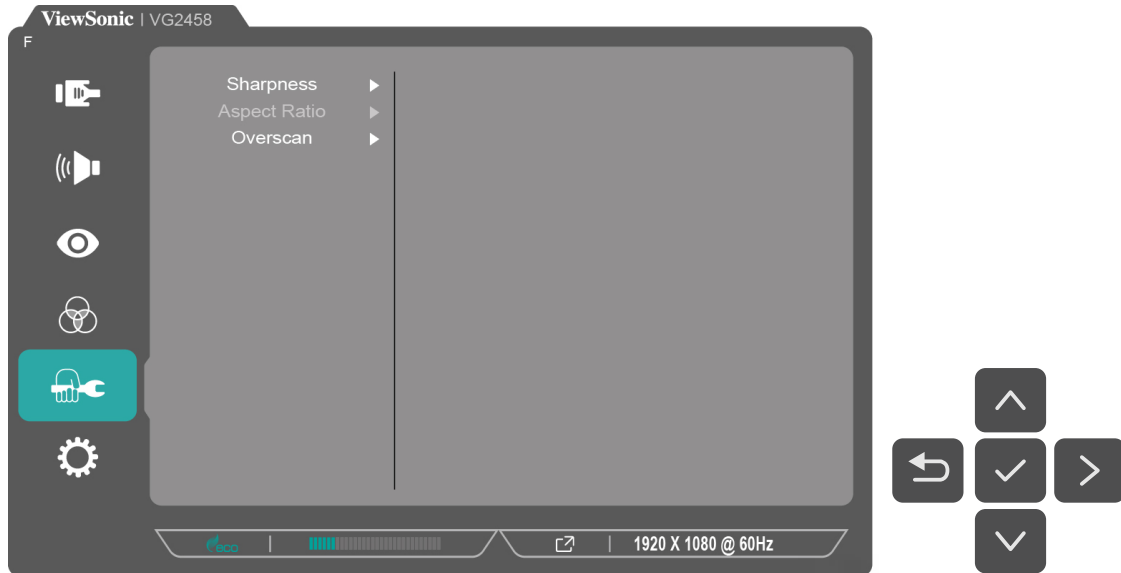 ViewSonic | VG2458
F
Sharpness
Aspect Ratio
Overscan
eco | | 1920 X 1080 @ 60Hz